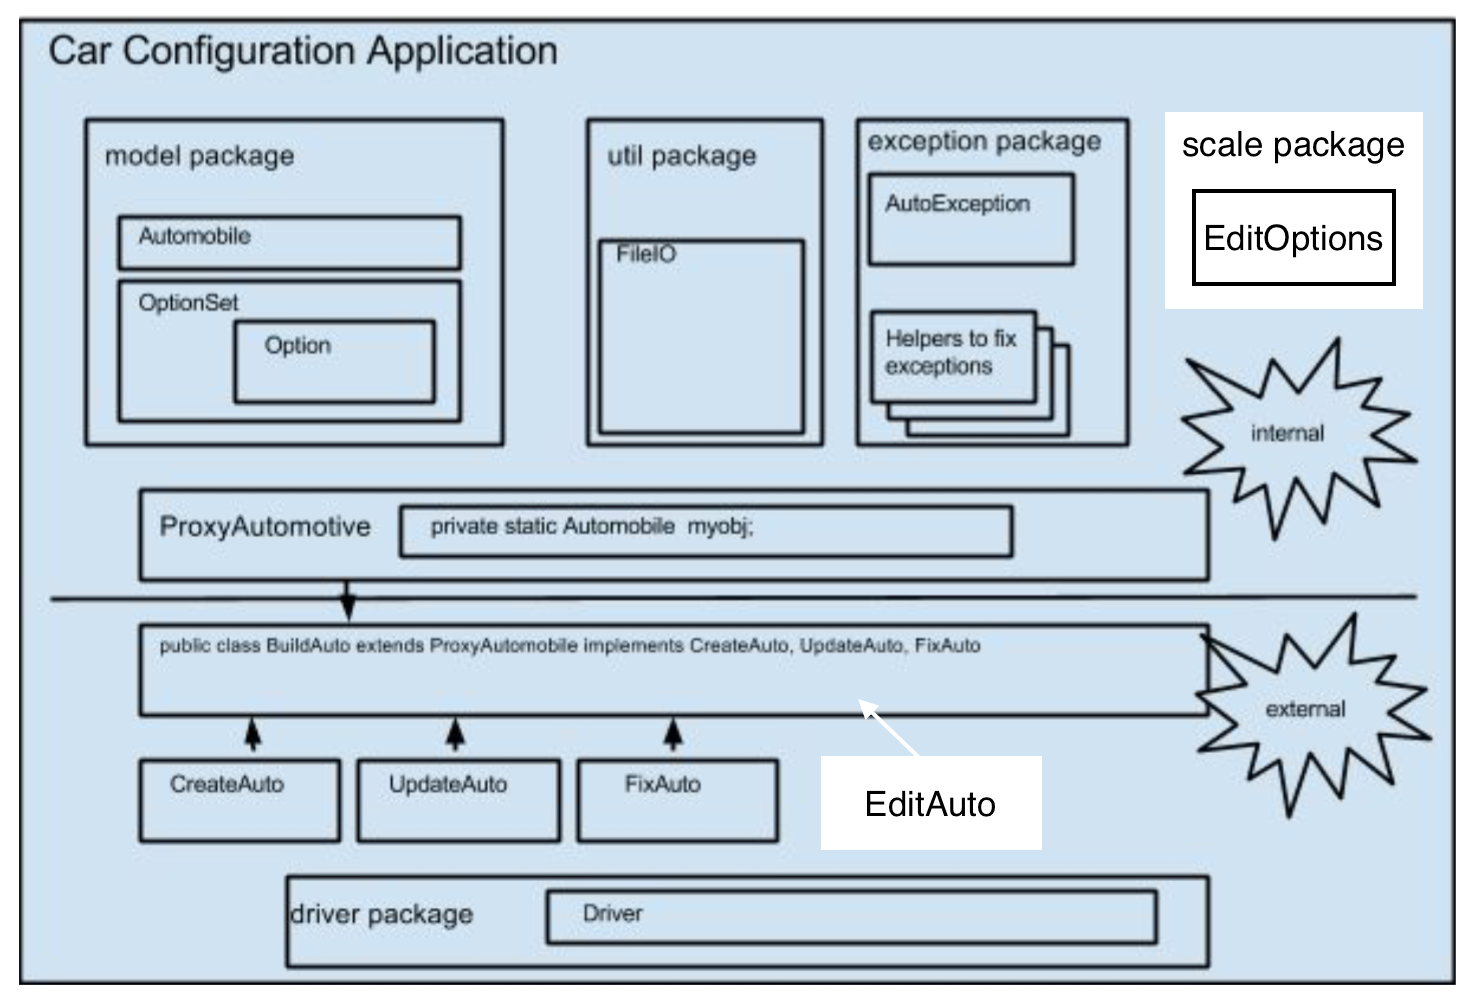 Car Configuration Application
model package
Automobile
OptionSet
Option
util package
FileIO
exception package
AutoException
Helpers to fix
exceptions
scale package
EditOptions
internal
ProxyAutomotive
private static Automobile myobj;
public class BuildAuto extends ProxyAutomobile implements CreateAuto, UpdateAuto, FixAuto
external
CreateAuto
UpdateAuto
FixAuto
EditAuto
driver package
Driver